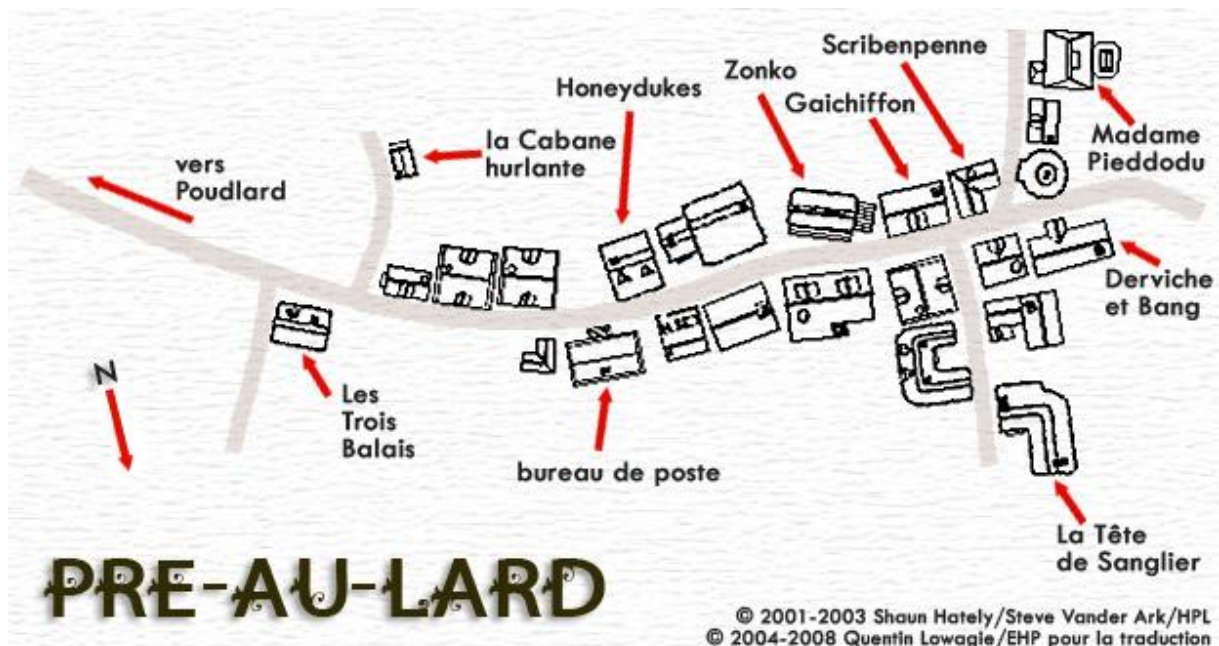 Scribenpenne
Zonko
Honeydukes
Gaichiffon
la Cabane
hurlante
vers
Poudlard
Madame
Pieddodu
Derviche
et Bang
N
Les
Trois
Balais
bureau de poste
La Tête
de Sanglier
PRE-AU-LARD
© 2001-2003 Shaun Hately/Steve Vander Ark/HPL
© 2004-2008 Quentin Lowagie/EHP pour la traduction